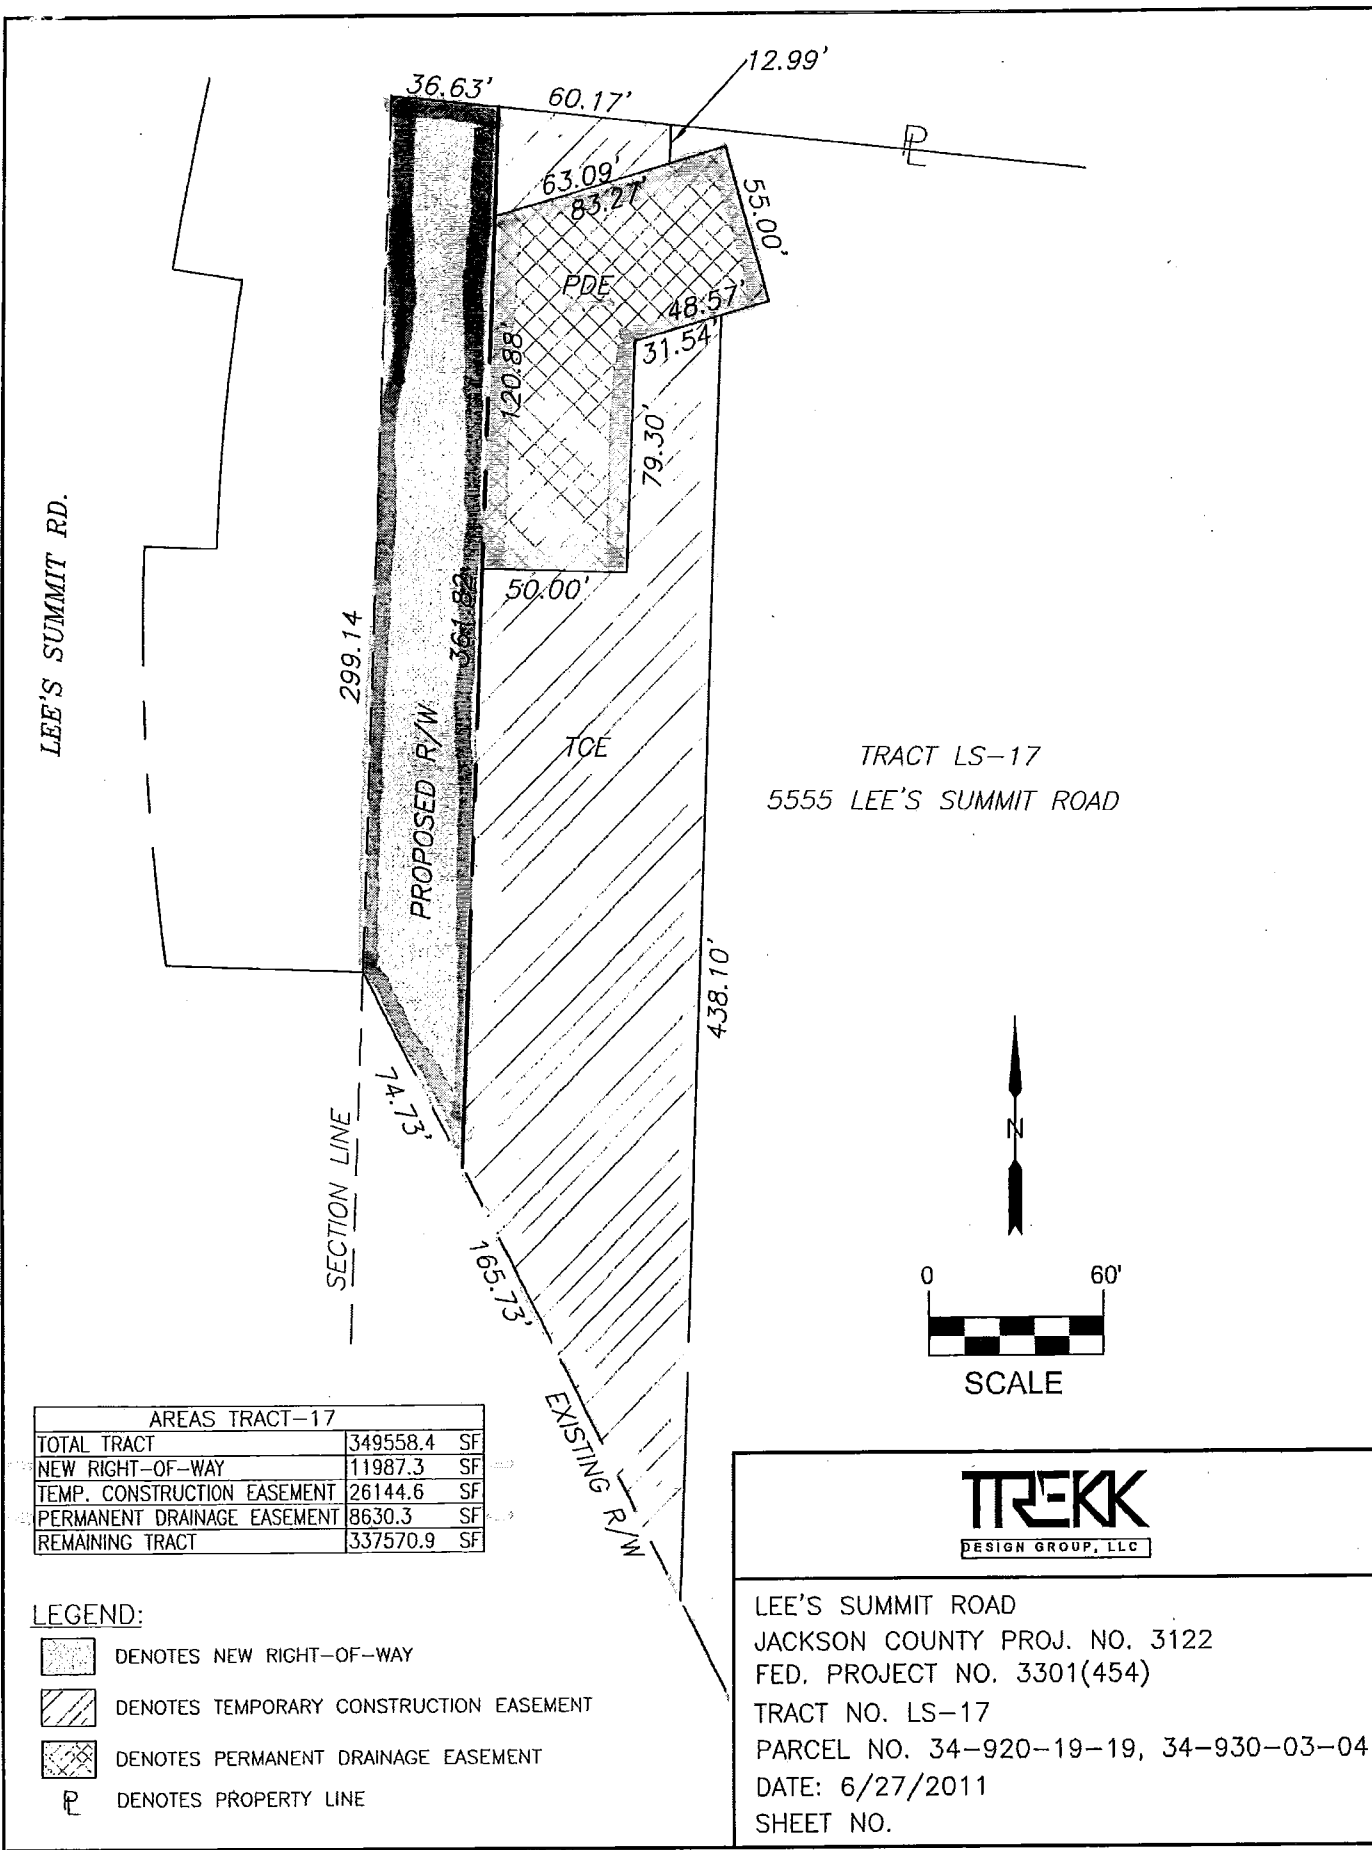 12.99'
36.63'
60.17'
63.09'
83.27'
55.00'
PDE
48.57'
31.54'
120.88'
79.30'
50.00'
LEE'S SUMMIT RD.
299.14
361.82'
PROPOSED R/W
TCE
TRACT LS-17
5555 LEE'S SUMMIT ROAD
438.10'
74.73'
SECTION LINE
N
165.73'
0 60'
SCALE
EXISTING R/W
AREAS TRACT-17
TOTAL TRACT 349558.4 SF
NEW RIGHT-OF-WAY 11987.3 SF
TEMP. CONSTRUCTION EASEMENT 26144.6 SF
PERMANENT DRAINAGE EASEMENT 8630.3 SF
REMAINING TRACT 337570.9 SF
LEGEND:
DENOTES NEW RIGHT-OF-WAY
DENOTES TEMPORARY CONSTRUCTION EASEMENT
DENOTES PERMANENT DRAINAGE EASEMENT
PL DENOTES PROPERTY LINE
TREKK
DESIGN GROUP, LLC
LEE'S SUMMIT ROAD
JACKSON COUNTY PROJ. NO. 3122
FED. PROJECT NO. 3301(454)
TRACT NO. LS-17
PARCEL NO. 34-920-19-19, 34-930-03-04
DATE: 6/27/2011
SHEET NO.